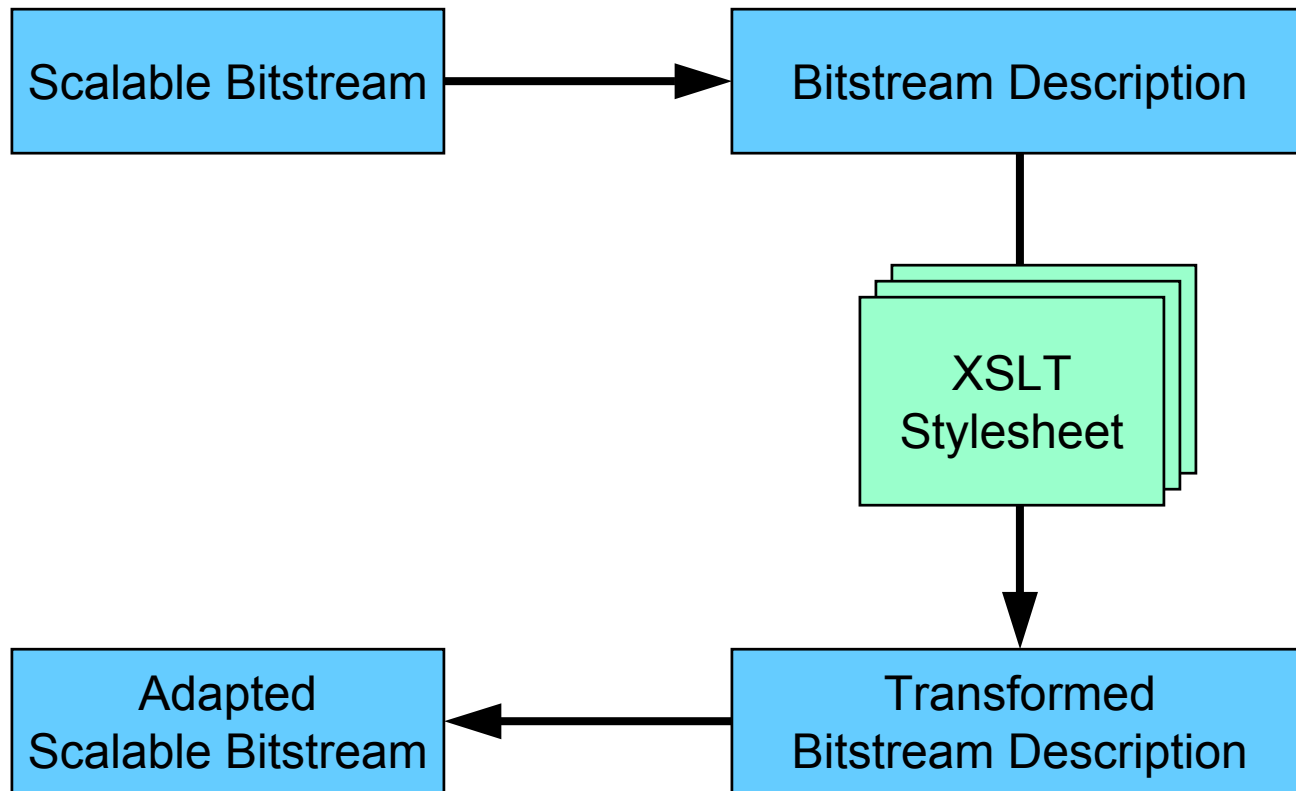 Scalable Bitstream
Bitstream Description
XSLT
Stylesheet
Adapted
Scalable Bitstream
Transformed
Bitstream Description